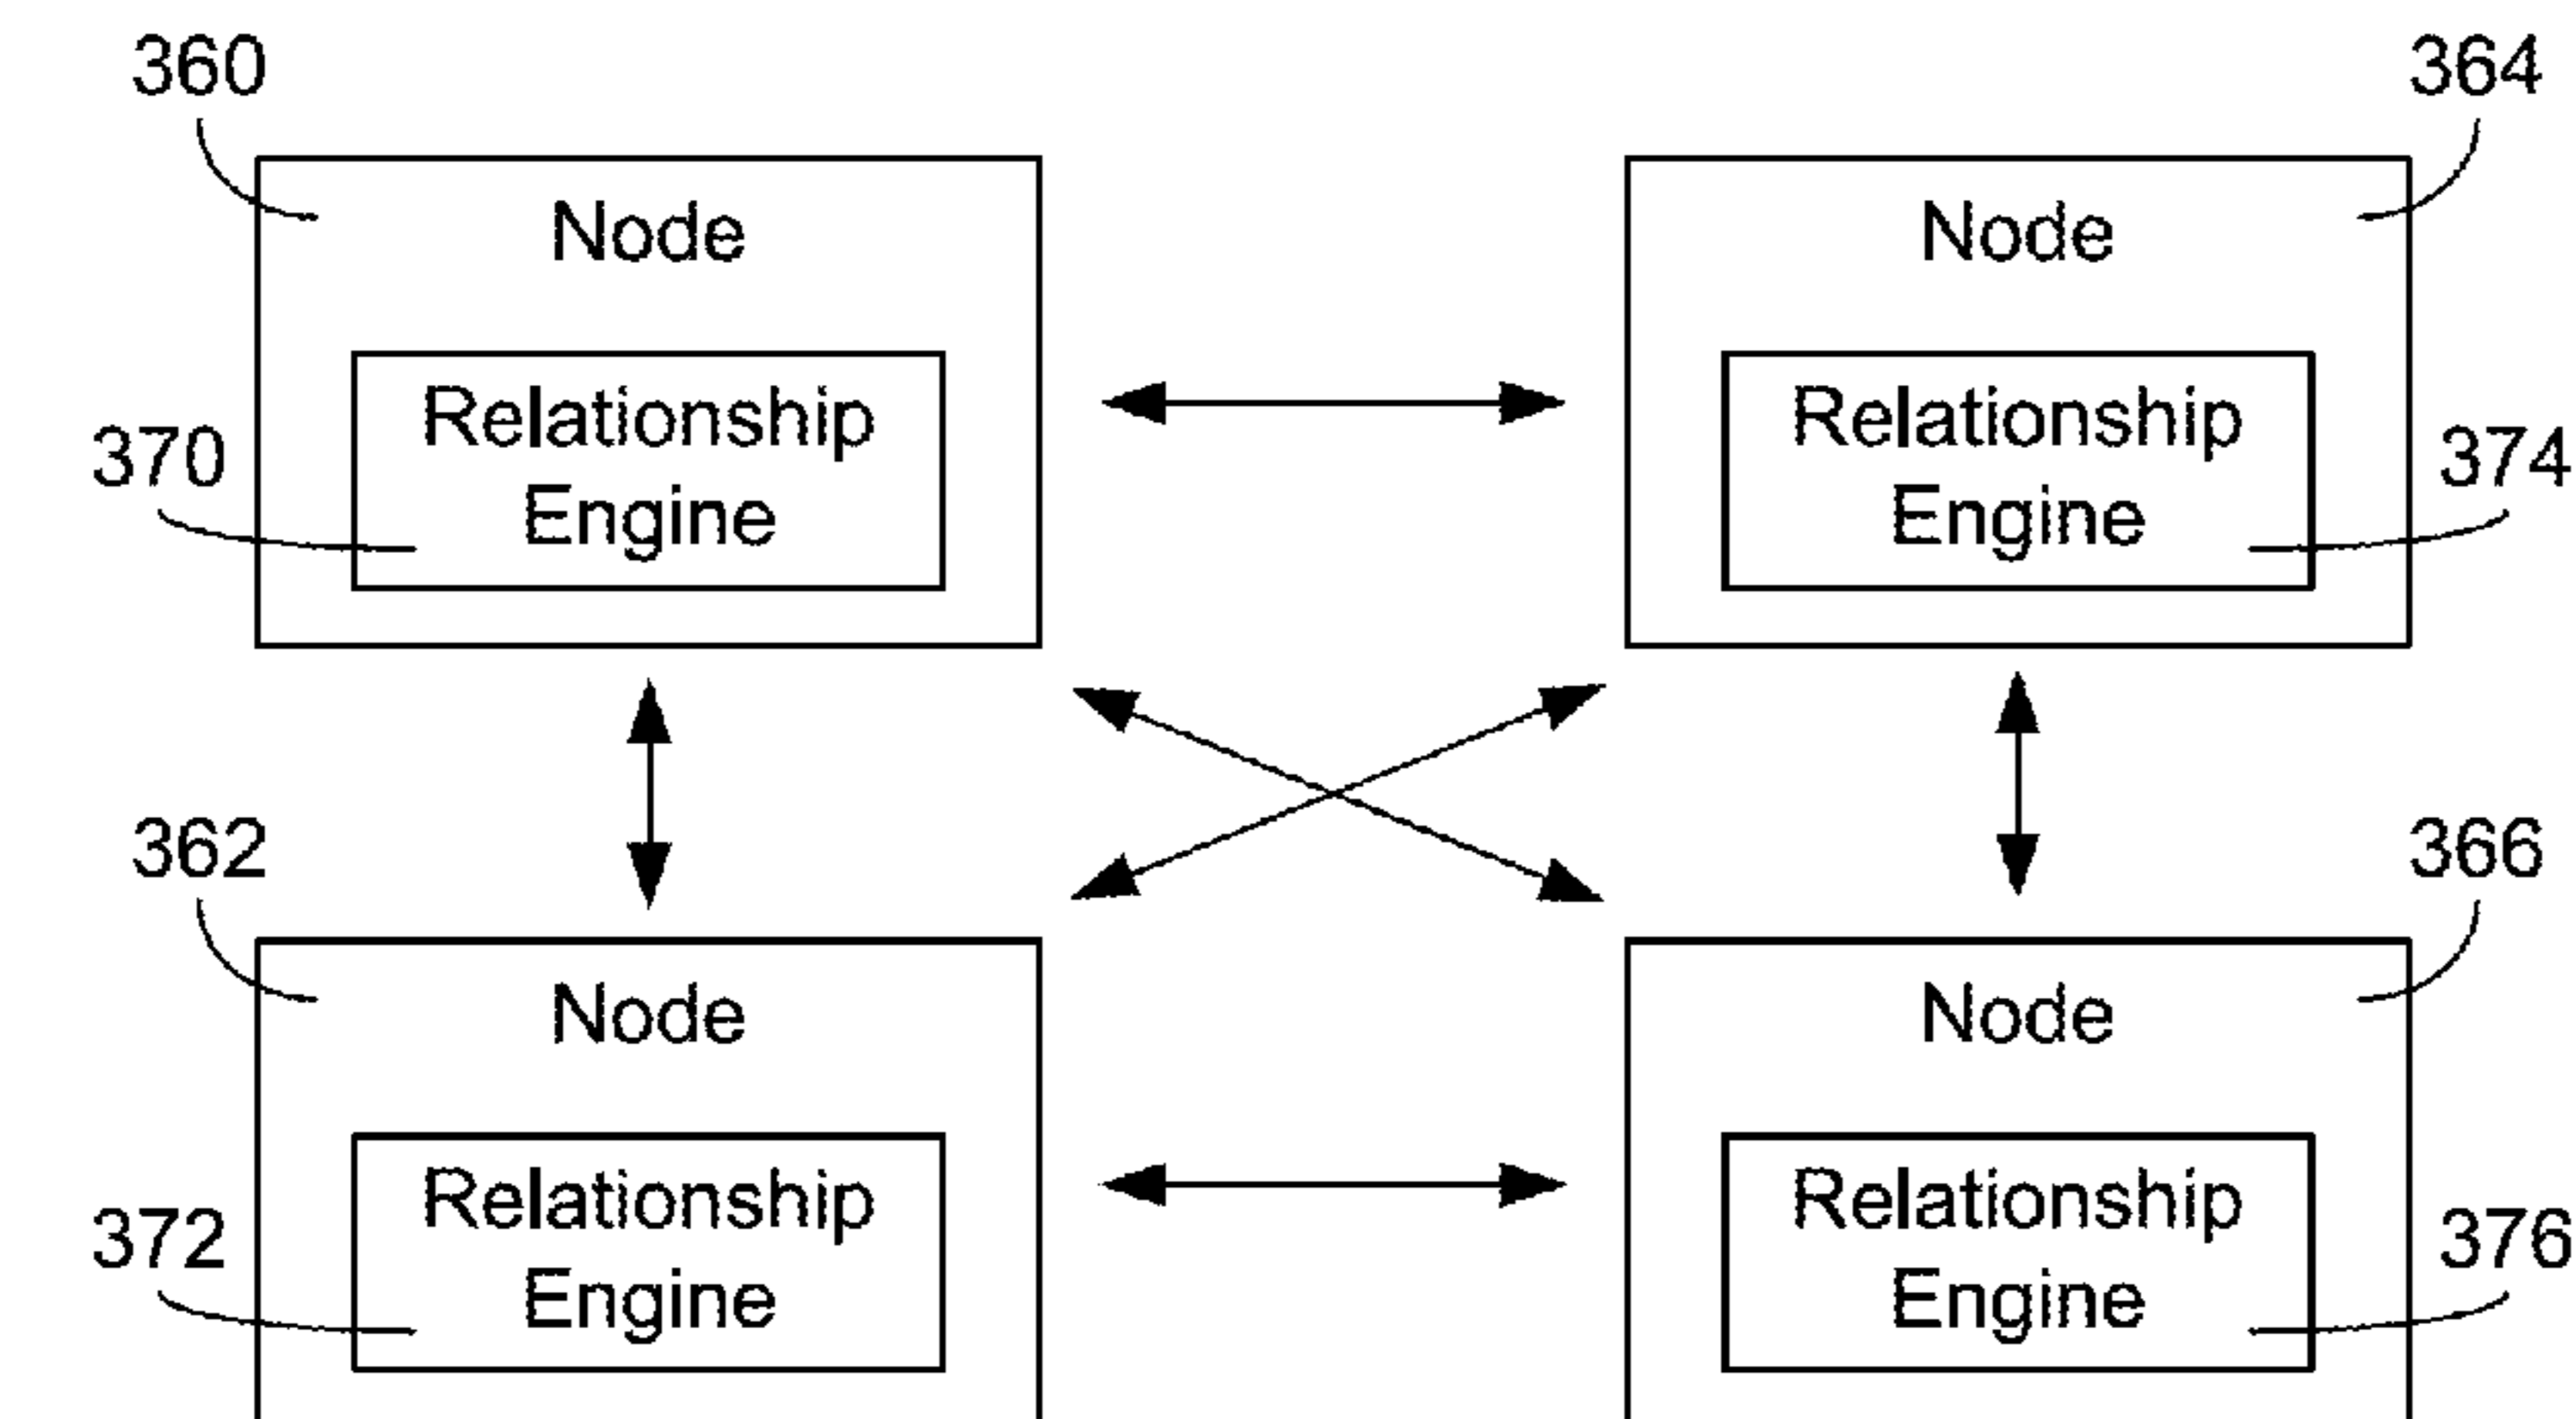 360
364
Node
Node
Relationship
Engine
Relationship
Engine
370
374
362
366
Node
Node
Relationship
Engine
Relationship
Engine
372
376